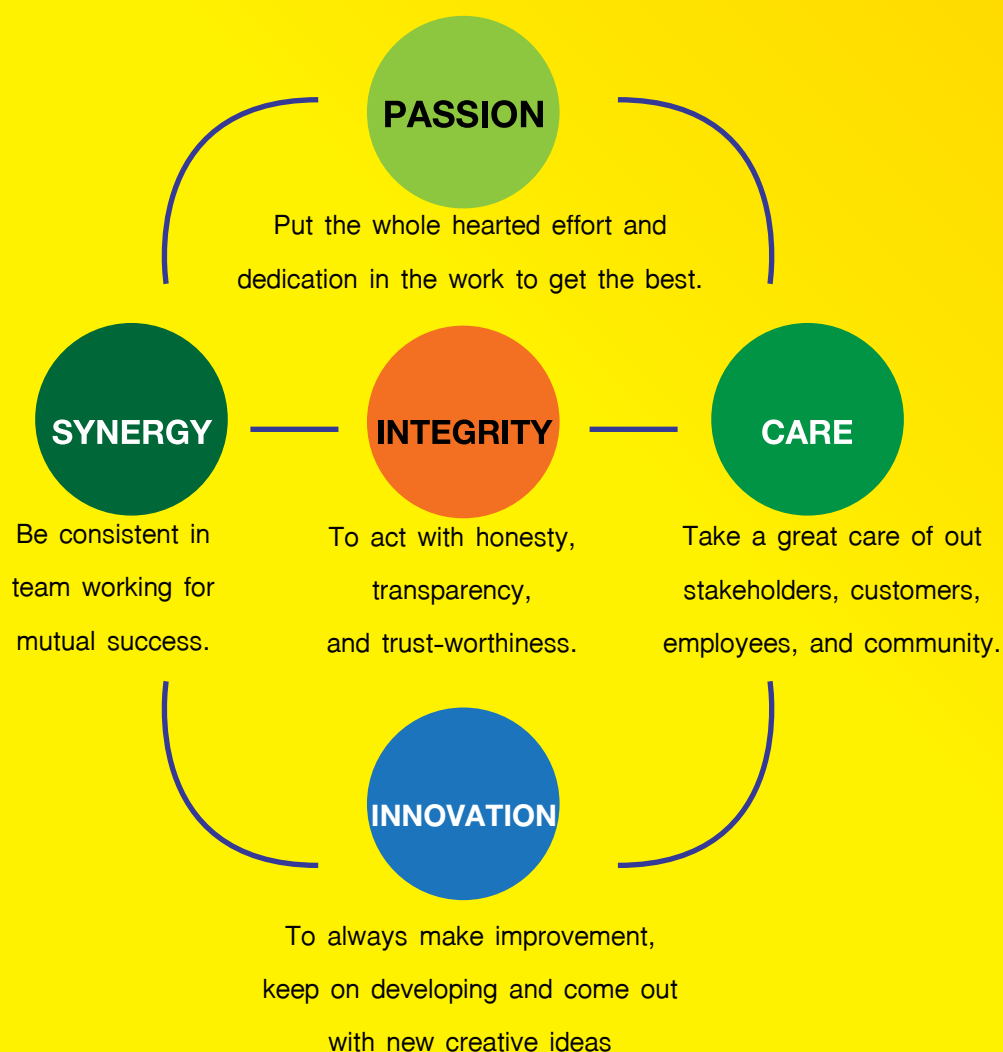 PASSION
Put the whole hearted effort and
dedication in the work to get the best.
SYNERGY
Be consistent in
team working for
mutual success.
INTEGRITY
To act with honesty,
transparency,
and trust-worthiness.
CARE
Take a great care of out
stakeholders, customers,
employees, and community.
INNOVATION
To always make improvement,
keep on developing and come out
with new creative ideas